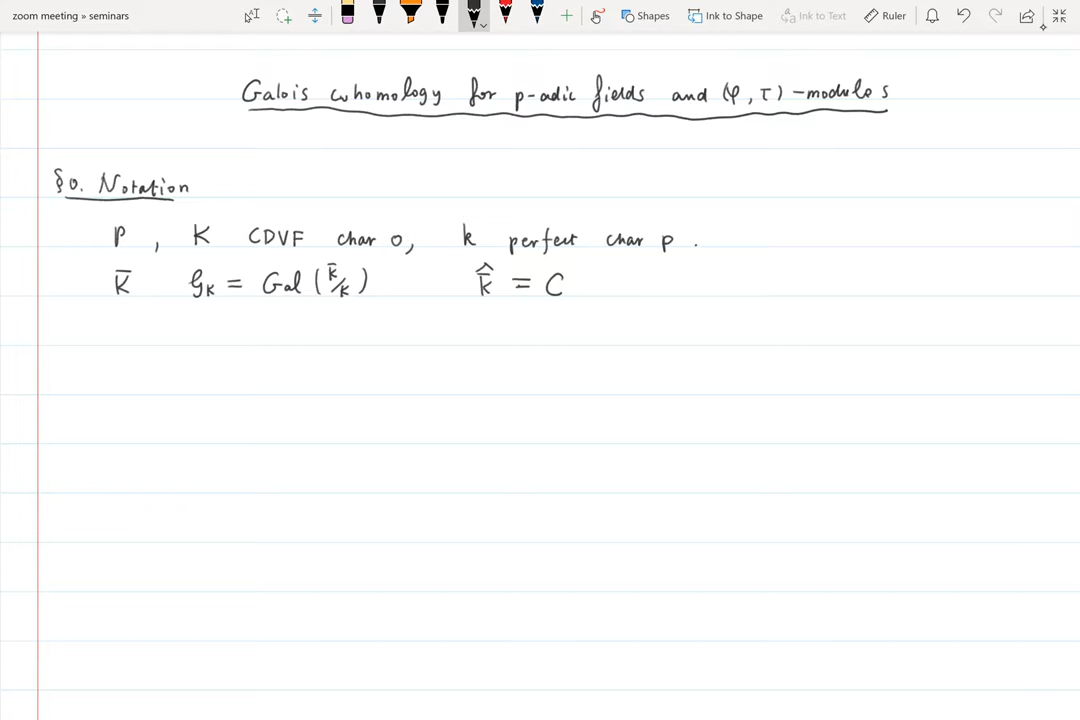 zoom meeting » seminars
Shapes
Ink to Shape
Ink to Text
Ruler
Galois cohomology for p-adic fields and (φ, τ)-modules
§0. Notation
p , K CDVF char 0, k perfect char p .
K̄ 𝒢_K = Gal(K̄/K) K̄̂ = C